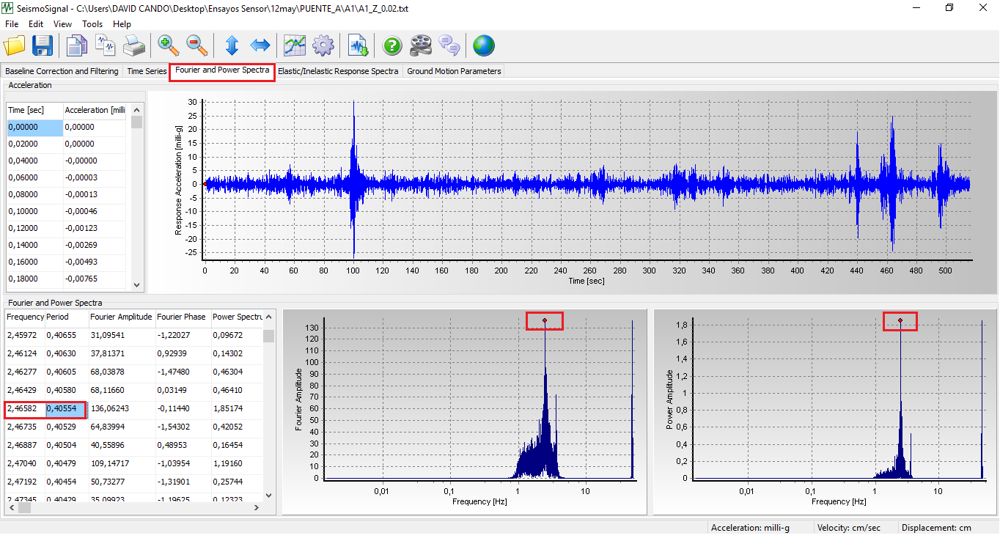 SeismoSignal - C:\Users\DAVID CANDO\Desktop\Ensayos Sensor\12may\PUENTE_A\A1\A1_Z_0.02.txt
File Edit View Tools Help
Baseline Correction and Filtering Time Series Fourier and Power Spectra Elastic/Inelastic Response Spectra Ground Motion Parameters
Acceleration
Time [sec] Acceleration [milli
0,00000 0,00000
0,02000 0,00000
0,04000 -0,00000
0,06000 -0,00003
0,08000 -0,00013
0,10000 -0,00046
0,12000 -0,00123
0,14000 -0,00269
0,16000 -0,00493
0,18000 -0,00765
Response Acceleration [milli-g]
30
25
20
15
10
5
0
-5
-10
-15
-20
-25
0 20 40 60 80 100 120 140 160 180 200 220 240 260 280 300 320 340 360 380 400 420 440 460 480 500
Time [sec]
Fourier and Power Spectra
Frequency Period Fourier Amplitude Fourier Phase Power Spectru
2,45972 0,40655 31,09541 -1,22027 0,09672
2,46124 0,40630 37,81371 0,92939 0,14302
2,46277 0,40605 68,03878 -1,47480 0,46304
2,46429 0,40580 68,11660 0,03149 0,46410
2,46582 0,40554 136,06243 -0,11440 1,85174
2,46735 0,40529 64,83994 -1,54302 0,42052
2,46887 0,40504 40,55896 0,48953 0,16454
2,47040 0,40479 109,14717 -1,03954 1,19160
2,47192 0,40454 50,73277 -1,31901 0,25744
2,47345 0,40429 35,09923 -1,19625 0,12323
Fourier Amplitude
130
120
110
100
90
80
70
60
50
40
30
20
10
0
0,01 0,1 1 10
Frequency [Hz]
Power Amplitude
1,8
1,6
1,4
1,2
1
0,8
0,6
0,4
0,2
0
0,01 0,1 1 10
Frequency [Hz]
Acceleration: milli-g Velocity: cm/sec Displacement: cm